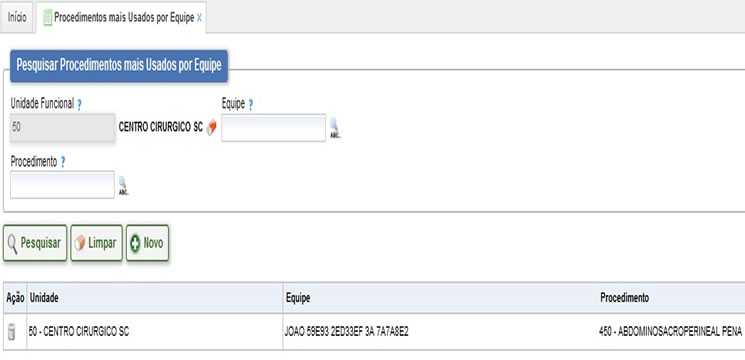 Início Procedimentos mais Usados por Equipe x
Pesquisar Procedimentos mais Usados por Equipe
Unidade Funcional ? Equipe ?
50 CENTRO CIRURGICO SC ABC..
Procedimento ?
ABC..
Pesquisar Limpar Novo
Ação Unidade Equipe Procedimento
50 - CENTRO CIRURGICO SC JOAO 59E93 2ED33EF 3A 7A7A8E2 450 - ABDOMINOSACROPERINEAL PENA